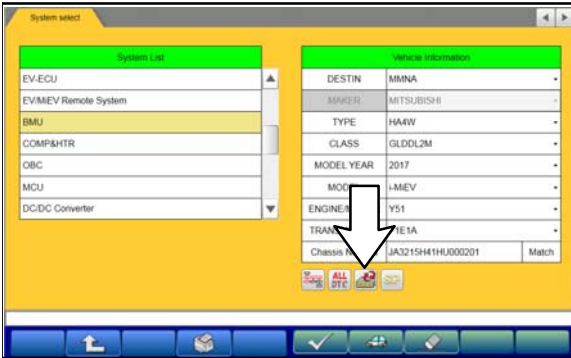 System select
System List
EV-ECU
EV/MiEV Remote System
BMU
COMP&HTR
OBC
MCU
DC/DC Converter
Vehicle Information
DESTIN MMNA
MAKER MITSUBISHI
TYPE HA4W
CLASS GLDDL2M
MODEL YEAR 2017
i-MiEV
Y51
Chassis JA3215H41HU000201 Match
ALL
DTC